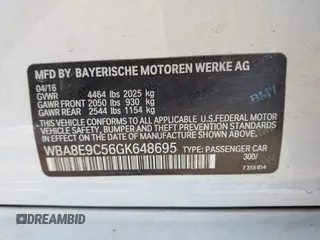 MFD BY BAYERISCHE MOTOREN WERKE AG
04/16
GVWR 4464 lbs 2025 kg
GAWR FRONT 2050 lbs 930 kg
GAWR REAR 2544 lbs 1154 kg
BMW
THIS VEHICLE CONFORMS TO ALL APPLICABLE
U.S.FEDERAL MOTOR VEHICLE SAFETY, BUMPER, AND THEFT PREVENTION STANDARDS
IN EFFECT ON THE DATE OF MANUFACTURE SHOWN ABOVE.
WBA8E9C56GK648695 TYPE: PASSENGER CAR
300/
DREAMBID